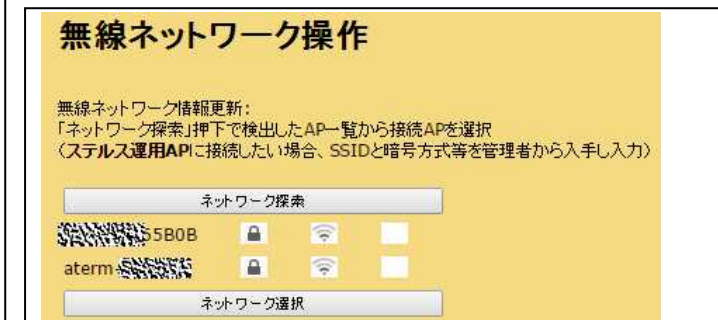 無線ネットワーク操作
無線ネットワーク情報更新:
「ネットワーク探索」押下で検出したAP一覧から接続APを選択
(ステルス運用APに接続したい場合、SSIDと暗号方式等を管理者から入手し入力)
ネットワーク探索
55B0B
aterm-
ネットワーク選択